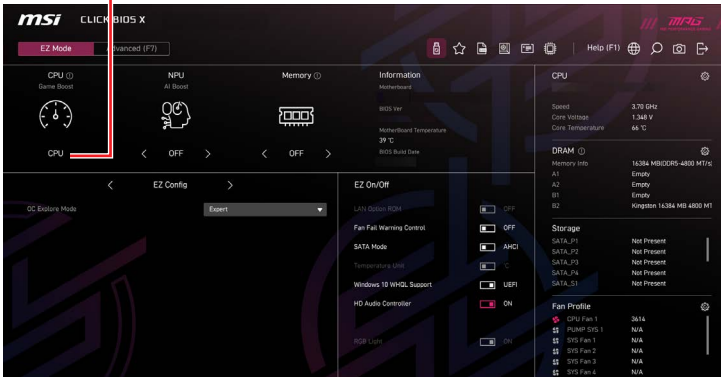 msi CLICK BIOS X
MPG
EZ Mode
Advanced (F7)
Help (F1)
CPU
Game Boost
CPU
NPU
AI Boost
< OFF >
Memory
< OFF >
Information
Motherboard
BIOS Ver
MotherBoard Temperature
39 °C
BIOS Build Date
< EZ Config >
OC Explore Mode Expert
EZ On/Off
LAN Option ROM OFF
Fan Fail Warning Control OFF
SATA Mode AHCI
Temperature Unit °C
Windows 10 WHQL Support UEFI
HD Audio Controller ON
RGB Light ON
CPU
Speed 3.70 GHz
Core Voltage 1.348 V
Core Temperature 66 °C
DRAM
Memory Info 16384 MB(DDR5-4800 MT/s
A1 Empty
A2 Empty
B1 Empty
B2 Kingston 16384 MB 4800 MT
Storage
SATA_P1 Not Present
SATA_P2 Not Present
SATA_P3 Not Present
SATA_P4 Not Present
SATA_S1 Not Present
Fan Profile
CPU Fan 1 3614
PUMP SYS 1 N/A
SYS Fan 1 N/A
SYS Fan 2 N/A
SYS Fan 3 N/A
SYS Fan 4 N/A